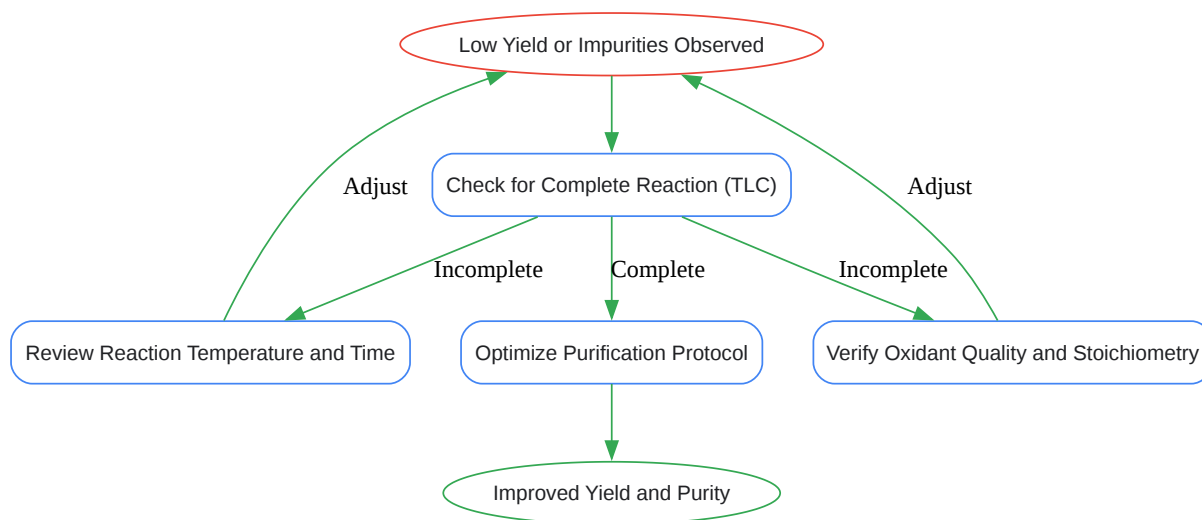 Low Yield or Impurities Observed
Check for Complete Reaction (TLC)
Adjust
Adjust
Incomplete
Complete
Incomplete
Review Reaction Temperature and Time
Optimize Purification Protocol
Verify Oxidant Quality and Stoichiometry
Improved Yield and Purity